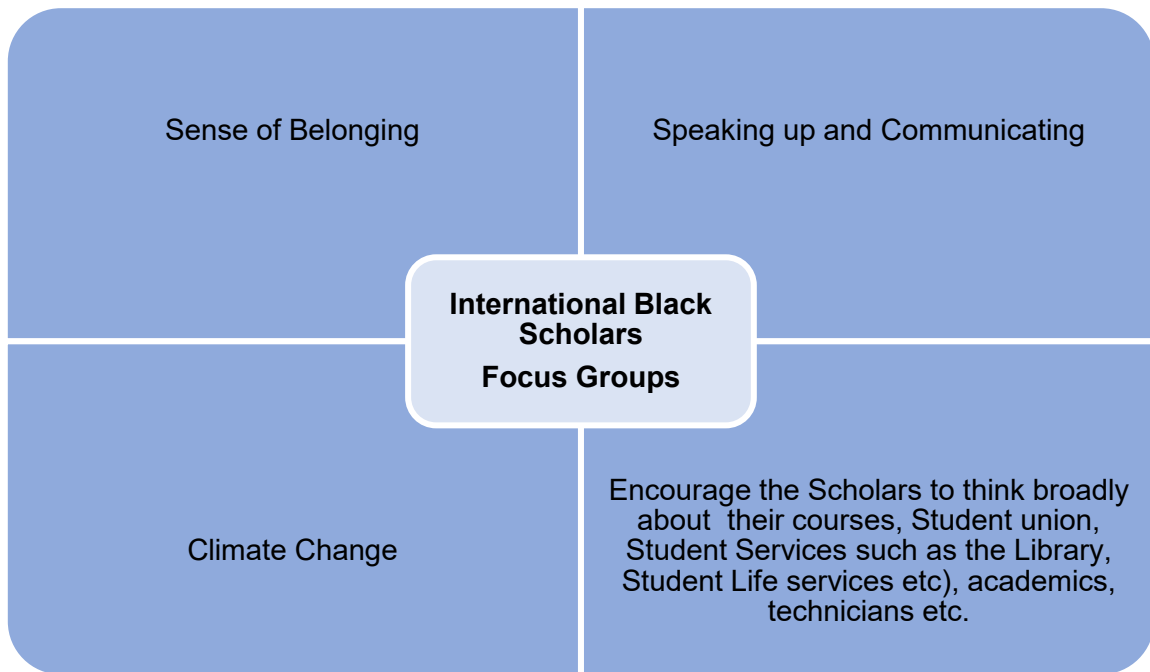 Sense of Belonging
Speaking up and Communicating
International Black
Scholars
Focus Groups
Climate Change
Encourage the Scholars to think broadly
about  their courses, Student union,
Student Services such as the Library,
Student Life services etc), academics,
technicians etc.